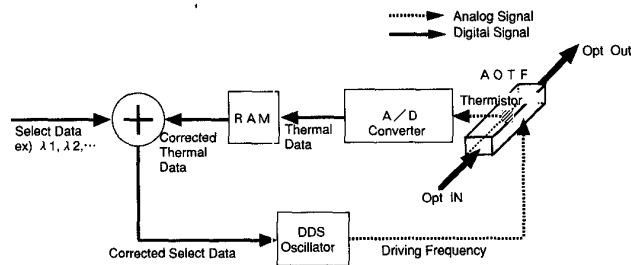 Analog Signal
Digital Signal
Opt Out
AOTF
Thermistor
A/D
Converter
RAM
Thermal
Data
Corrected
Thermal
Data
+
Select Data
ex) λ1, λ2,···
Opt IN
DDS
Oscillator
Corrected Select Data
Driving Frequency